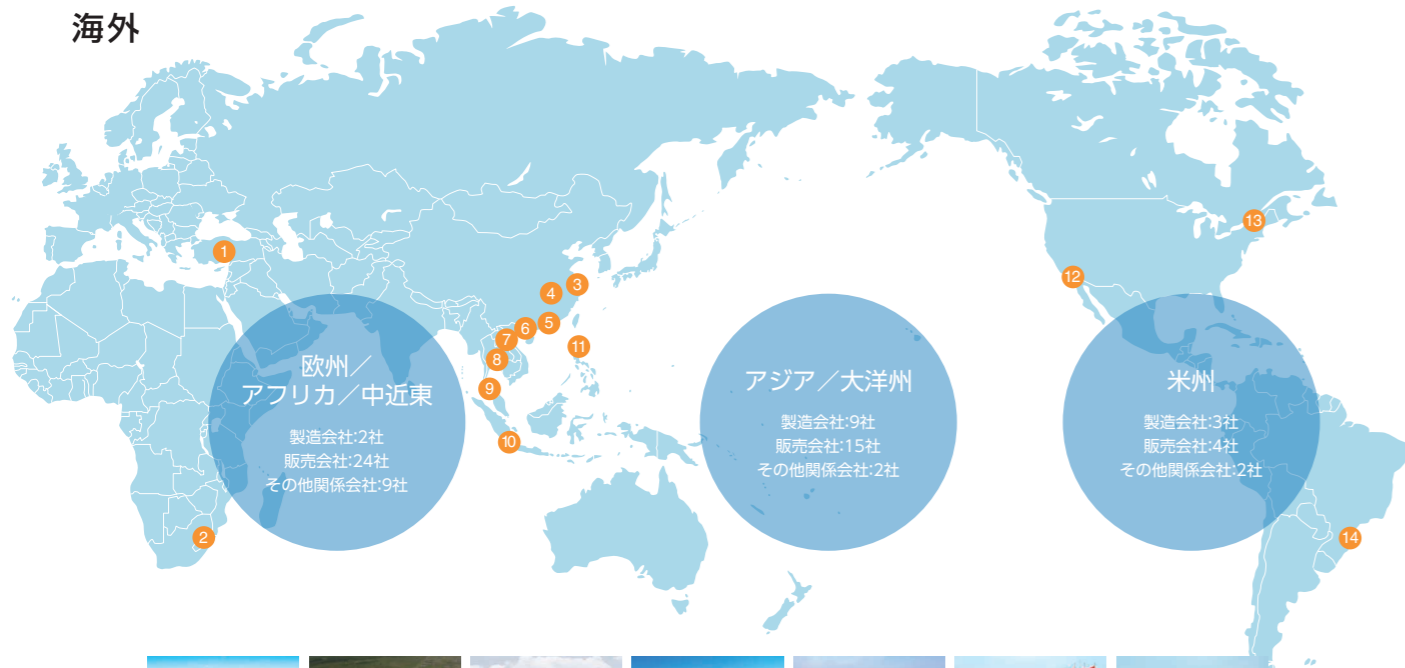 海外
1
2
3
4
5
6
7
8
9
10
11
12
13
14
欧州／
アフリカ／中近東
製造会社:2社
販売会社:24社
その他関係会社:9社
アジア／大洋州
製造会社:9社
販売会社:15社
その他関係会社:2社
米州
製造会社:3社
販売会社:4社
その他関係会社:2社